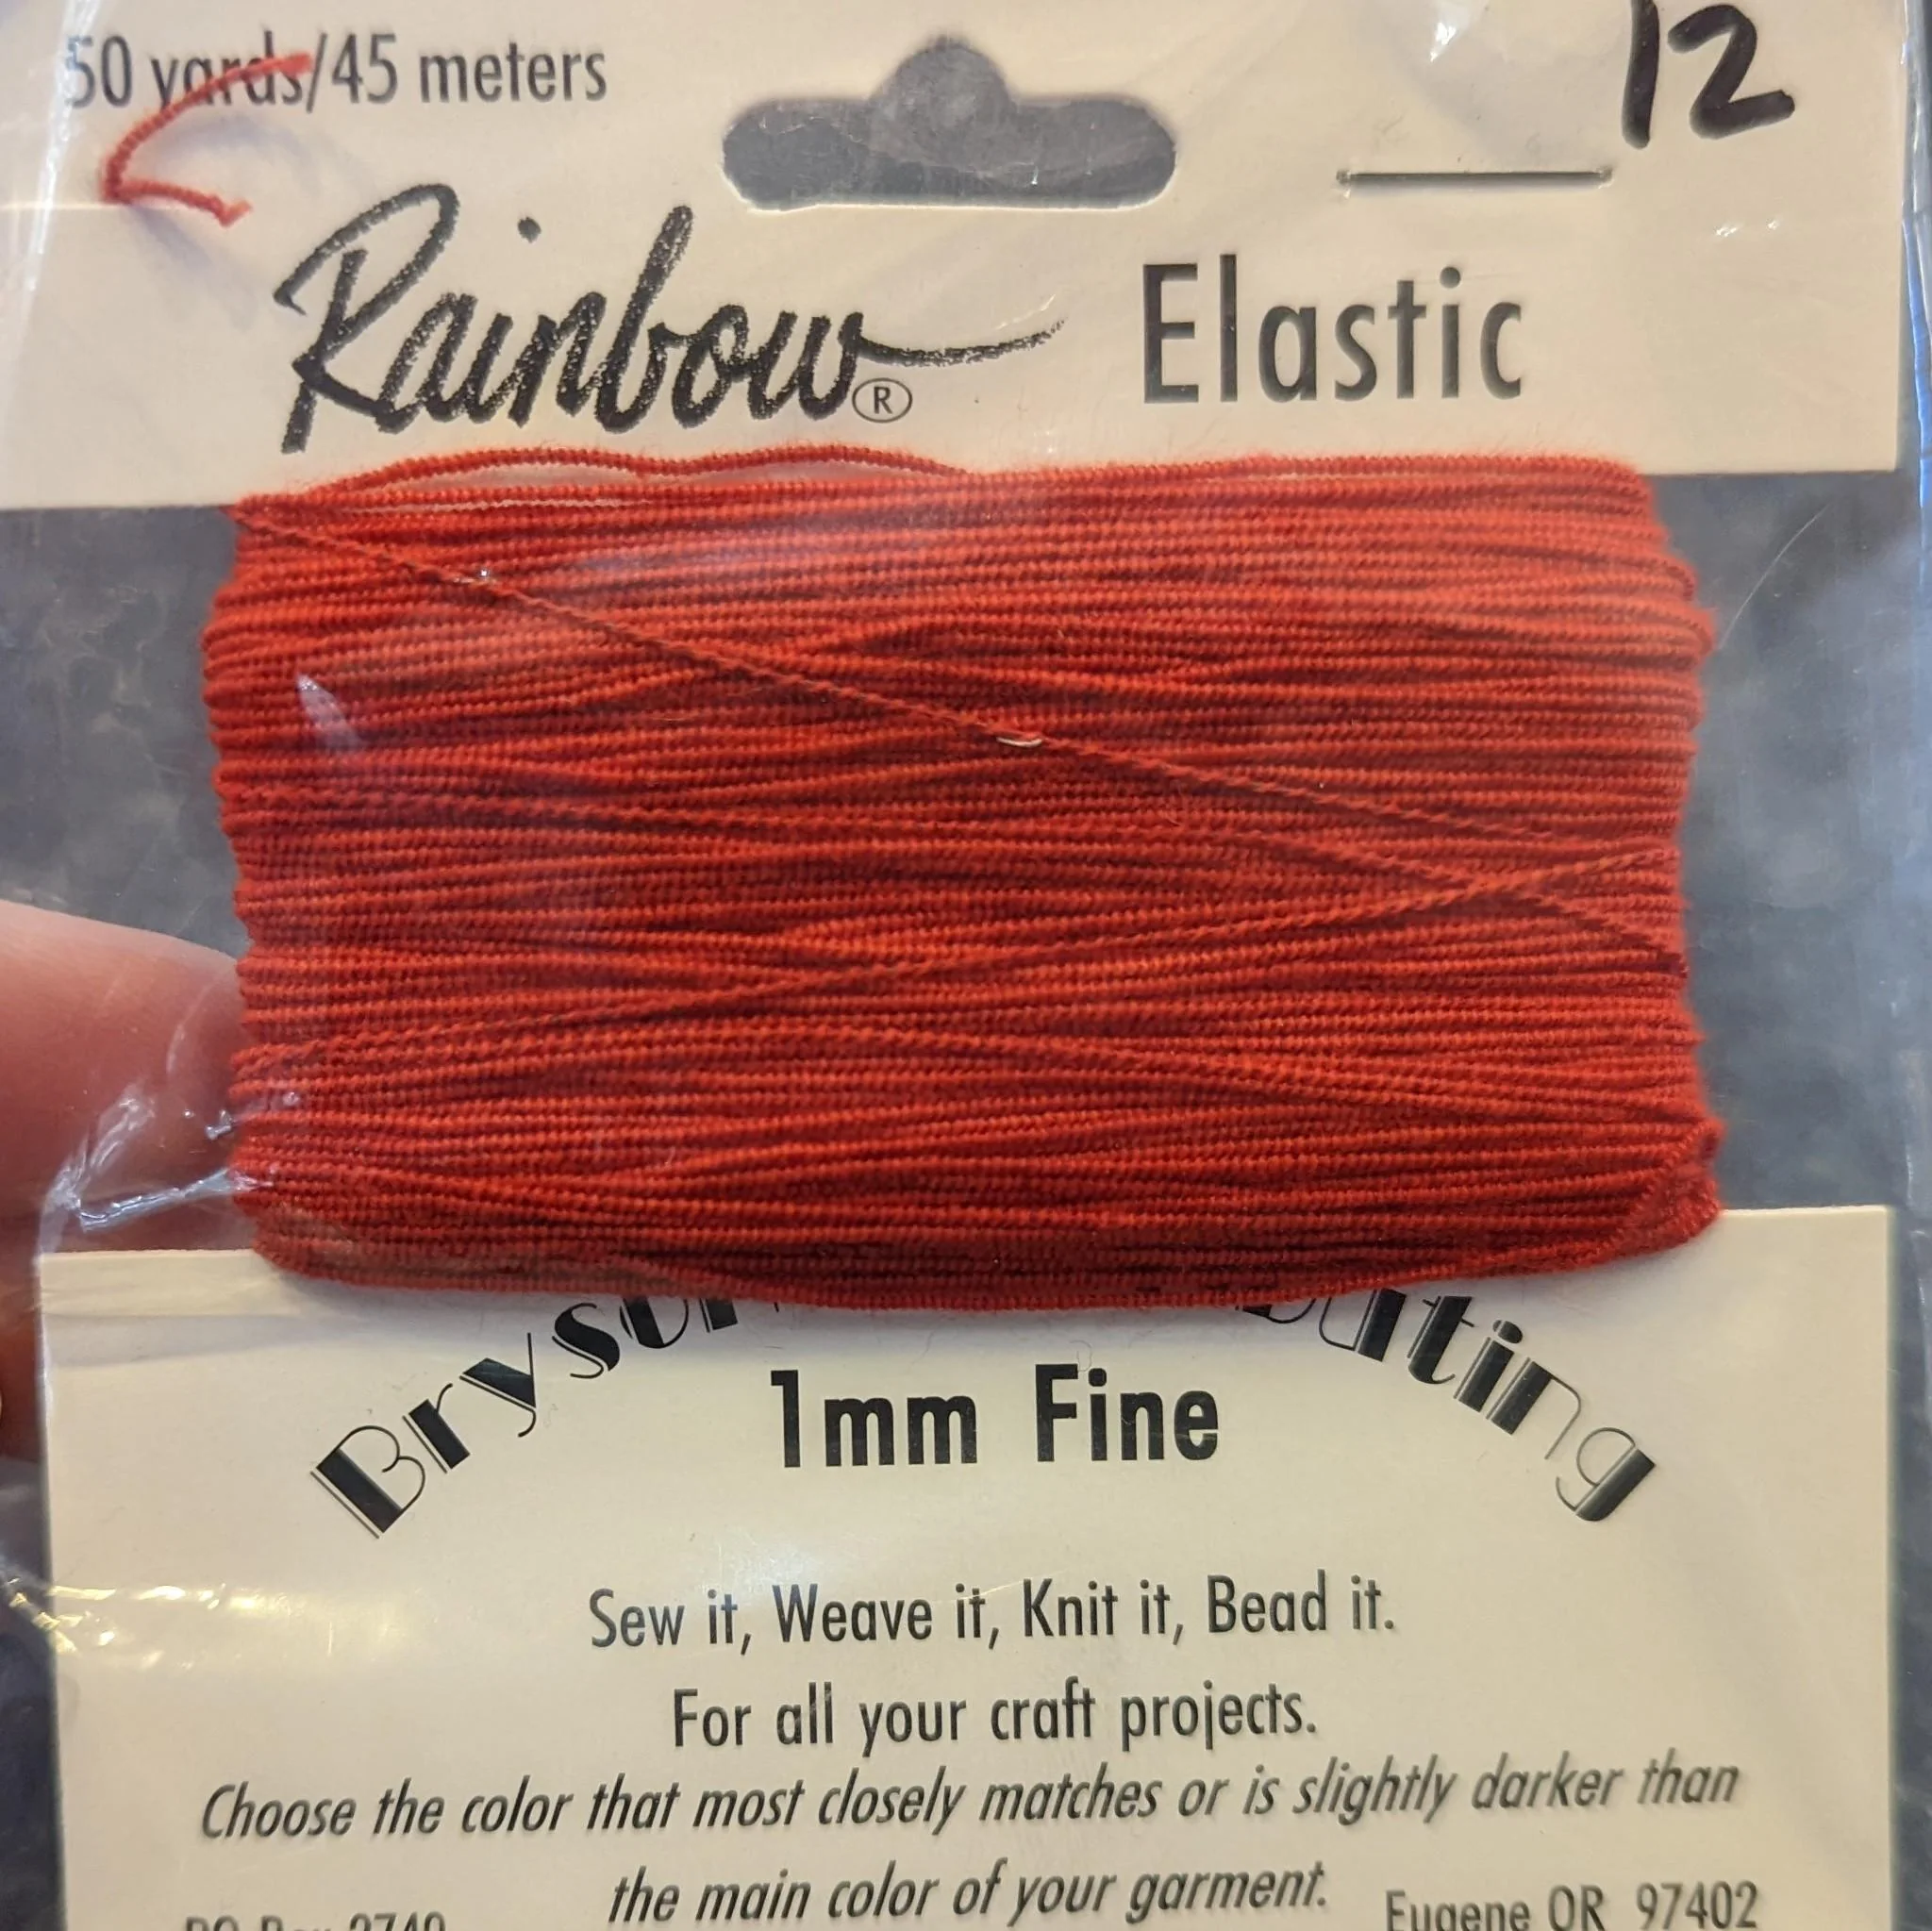 50 yards/45 meters
12
Rainbow® Elastic
1mm Fine
Sew it, Weave it, Knit it, Bead it.
For all your craft projects.
Choose the color that most closely matches or is slightly darker than
the main color of your garment.
Eugene OR 97402